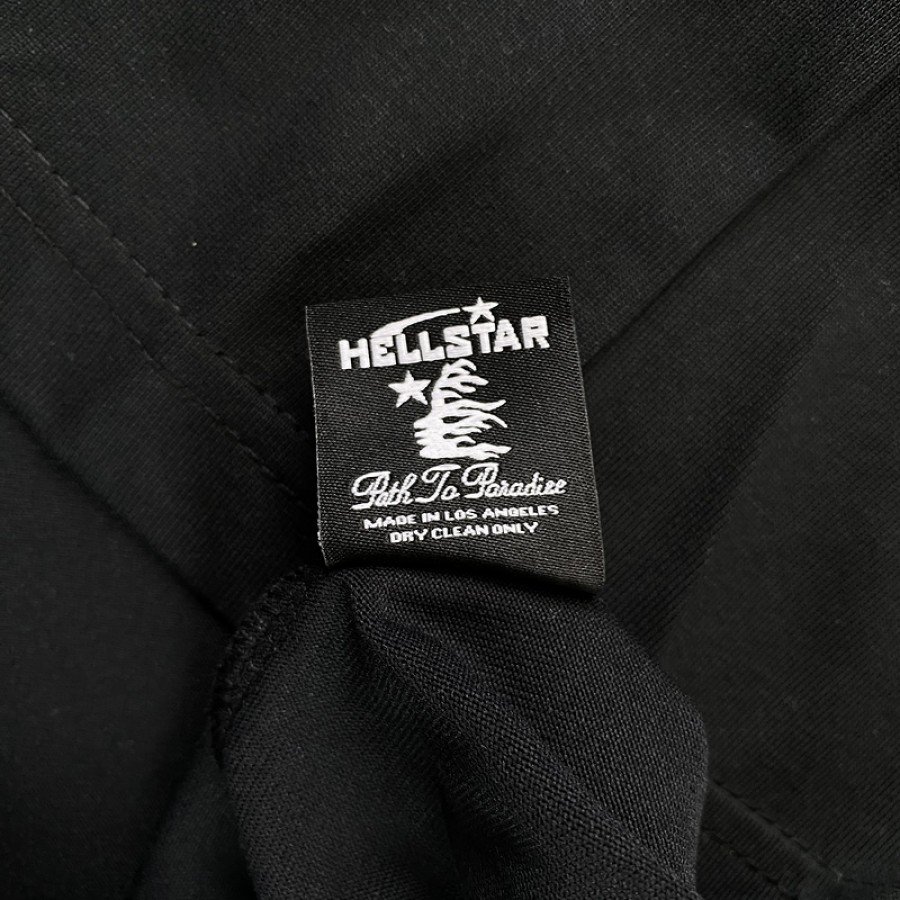 HELLSTAR
Path To Paradise
MADE IN LOS ANGELES
DRY CLEAN ONLY